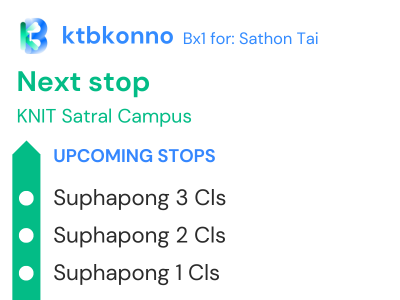 ktbkonno Bx1 for: Sathon Tai
Next stop
KNIT Satral Campus
UPCOMING STOPS
Suphapong 3 Cls
Suphapong 2 Cls
Suphapong 1 Cls